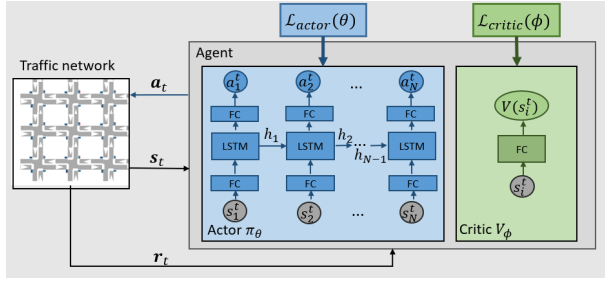 ℒ_actor(θ)
ℒ_critic(ϕ)
Agent
Traffic network
a_t
s_t
r_t
a_1^t a_2^t ... a_N^t
FC FC FC
LSTM h_1 LSTM h_2 ... h_{N-1} LSTM
FC FC FC
s_1^t s_2^t ... s_N^t
Actor π_θ
V(s_i^t)
FC
s_i^t
Critic V_ϕ